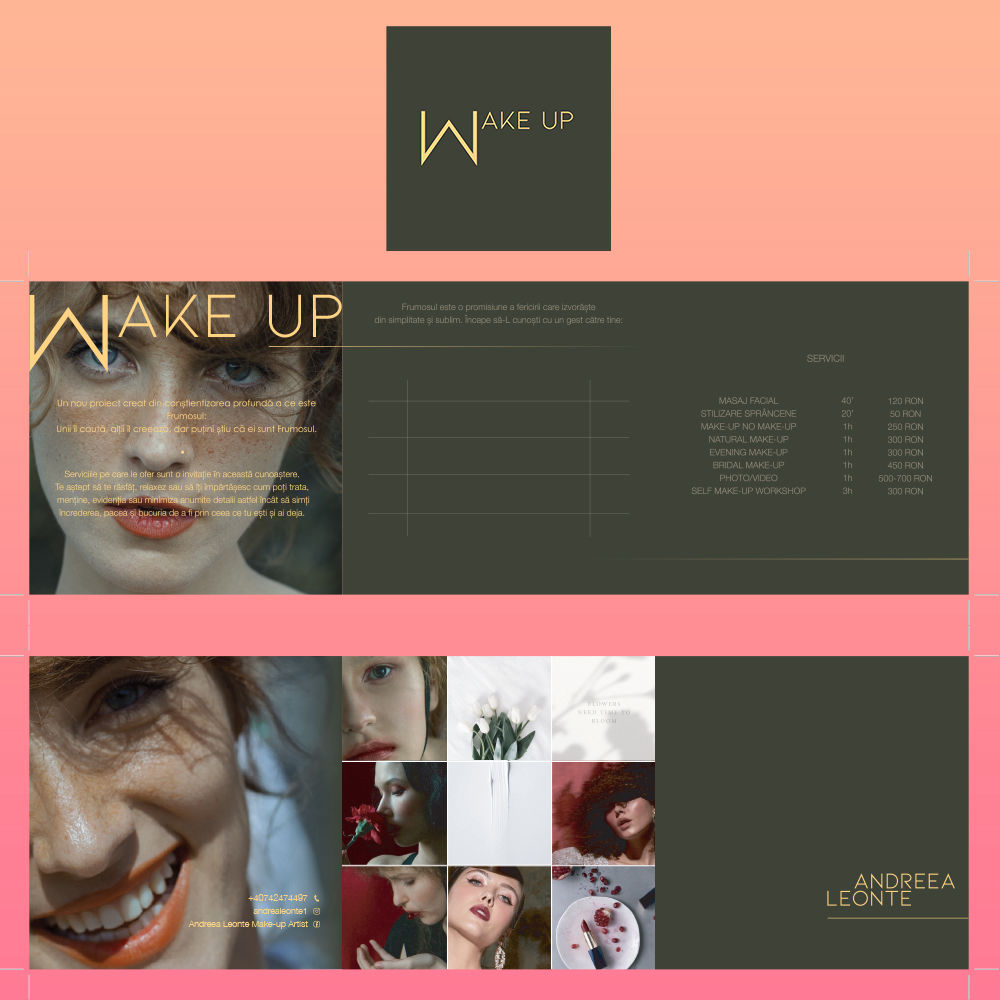 WAKE UP
WAKE UP
Un nou proiect creat din conștientizarea profundă a ce este
Frumosul:
Unii îl caută, alții îl creează, dar puțini știu că ei sunt Frumosul.
Serviciile pe care le ofer sunt o invitație în această cunoaștere.
Te aștept să te răsfăț, relaxez sau să îți împărtășesc cum poți trata,
menține, evidenția sau minimiza anumite detalii astfel încât să simți
încrederea, pacea și bucuria de a fi prin ceea ce tu ești și ai deja.
Frumosul este o promisiune a fericirii care izvorăște
din simplitate și sublim. Începe să-L cunoști cu un gest către tine:
SERVICII
MASAJ FACIAL 40' 120 RON
STILIZARE SPRÂNCENE 20' 50 RON
MAKE-UP NO MAKE-UP 1h 250 RON
NATURAL MAKE-UP 1h 300 RON
EVENING MAKE-UP 1h 300 RON
BRIDAL MAKE-UP 1h 450 RON
PHOTO/VIDEO 1h 500-700 RON
SELF MAKE-UP WORKSHOP 3h 300 RON
+40742474497
andrealeonte1
Andreea Leonte Make-up Artist
FLOWERS
NEED TIME TO
BLOOM
ANDREEA
LEONTE